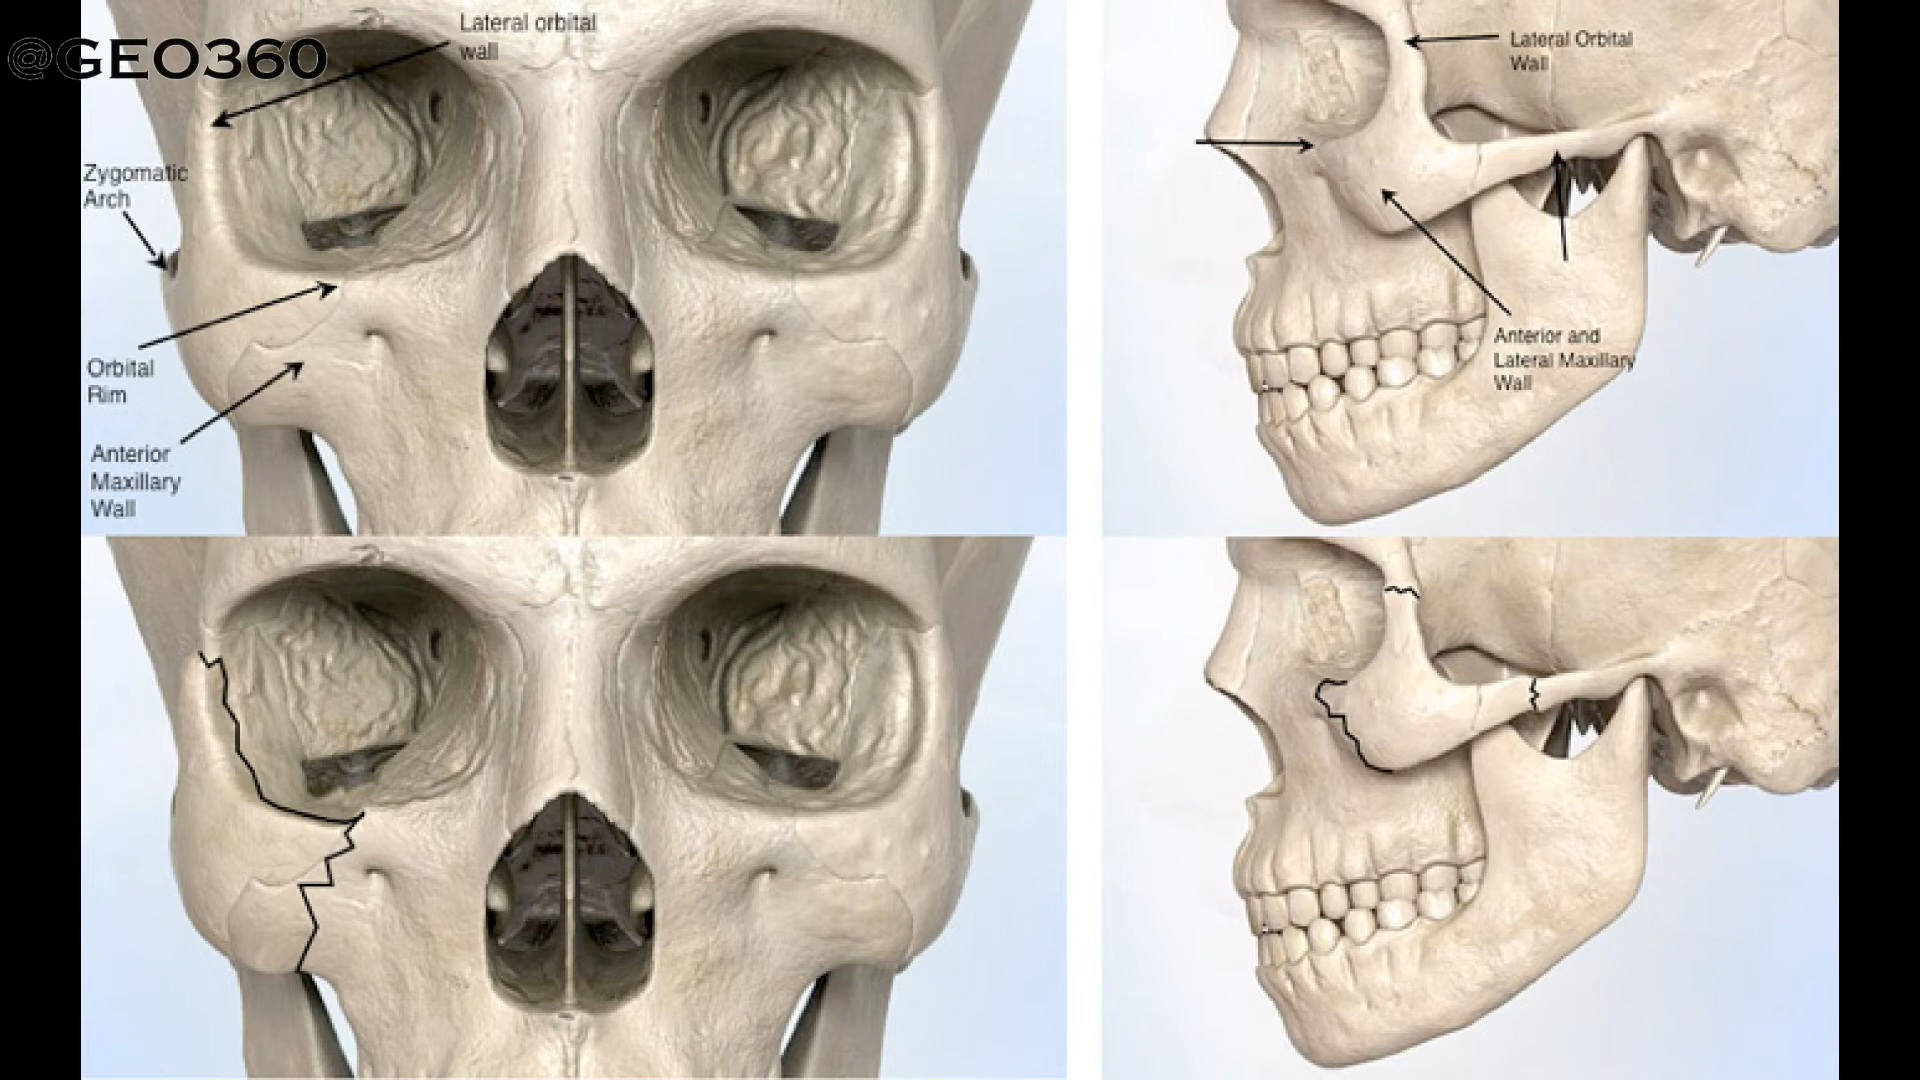 @GEO360
Lateral orbital
wall
Zygomatic
Arch
Orbital
Rim
Anterior
Maxillary
Wall
Lateral Orbital
Wall
Anterior and
Lateral Maxillary
Wall